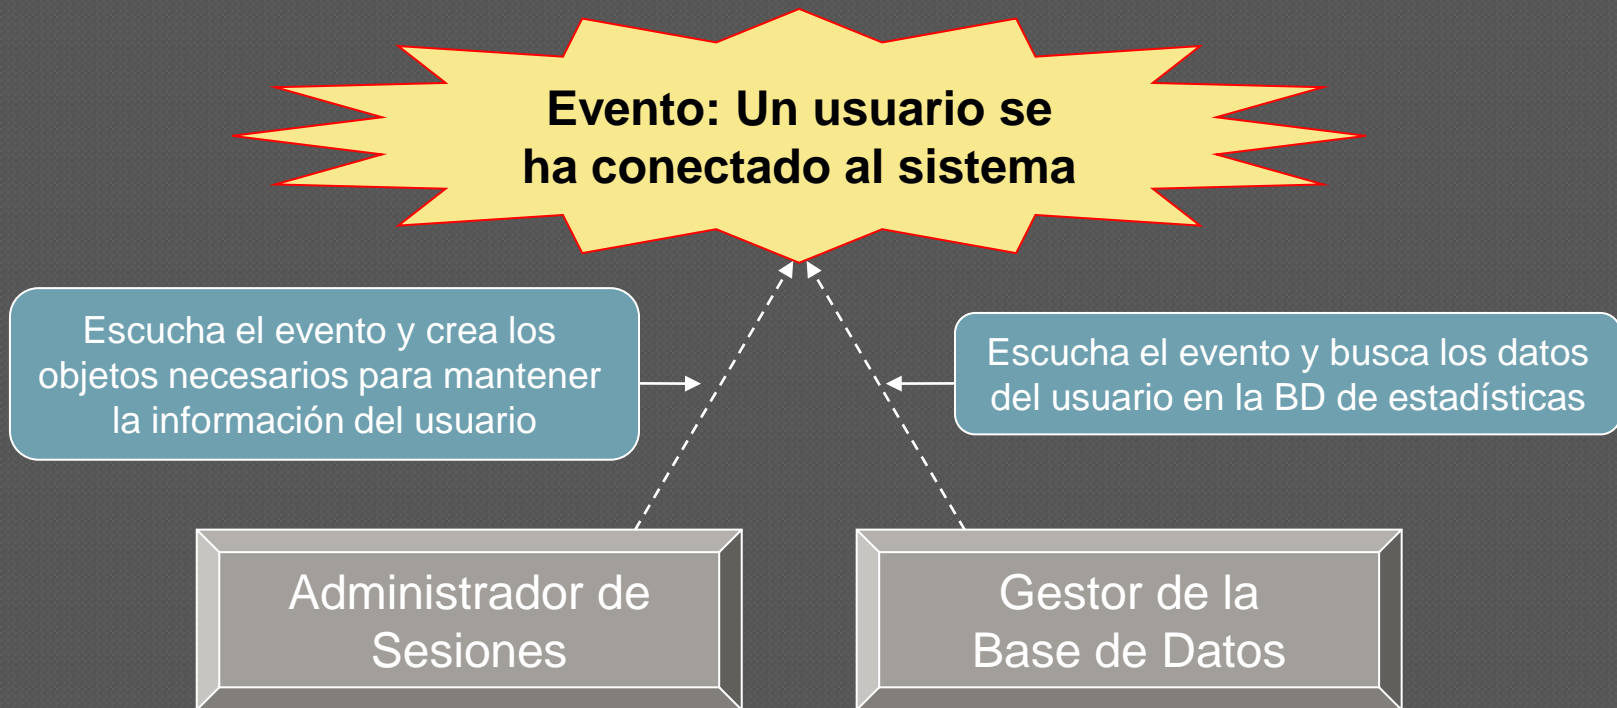 Evento: Un usuario se
ha conectado al sistema
Escucha el evento y crea los
objetos necesarios para mantener
la información del usuario
Escucha el evento y busca los datos
del usuario en la BD de estadísticas
Administrador de
Sesiones
Gestor de la
Base de Datos